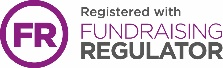 FR
Registered with
FUNDRAISING
REGULATOR